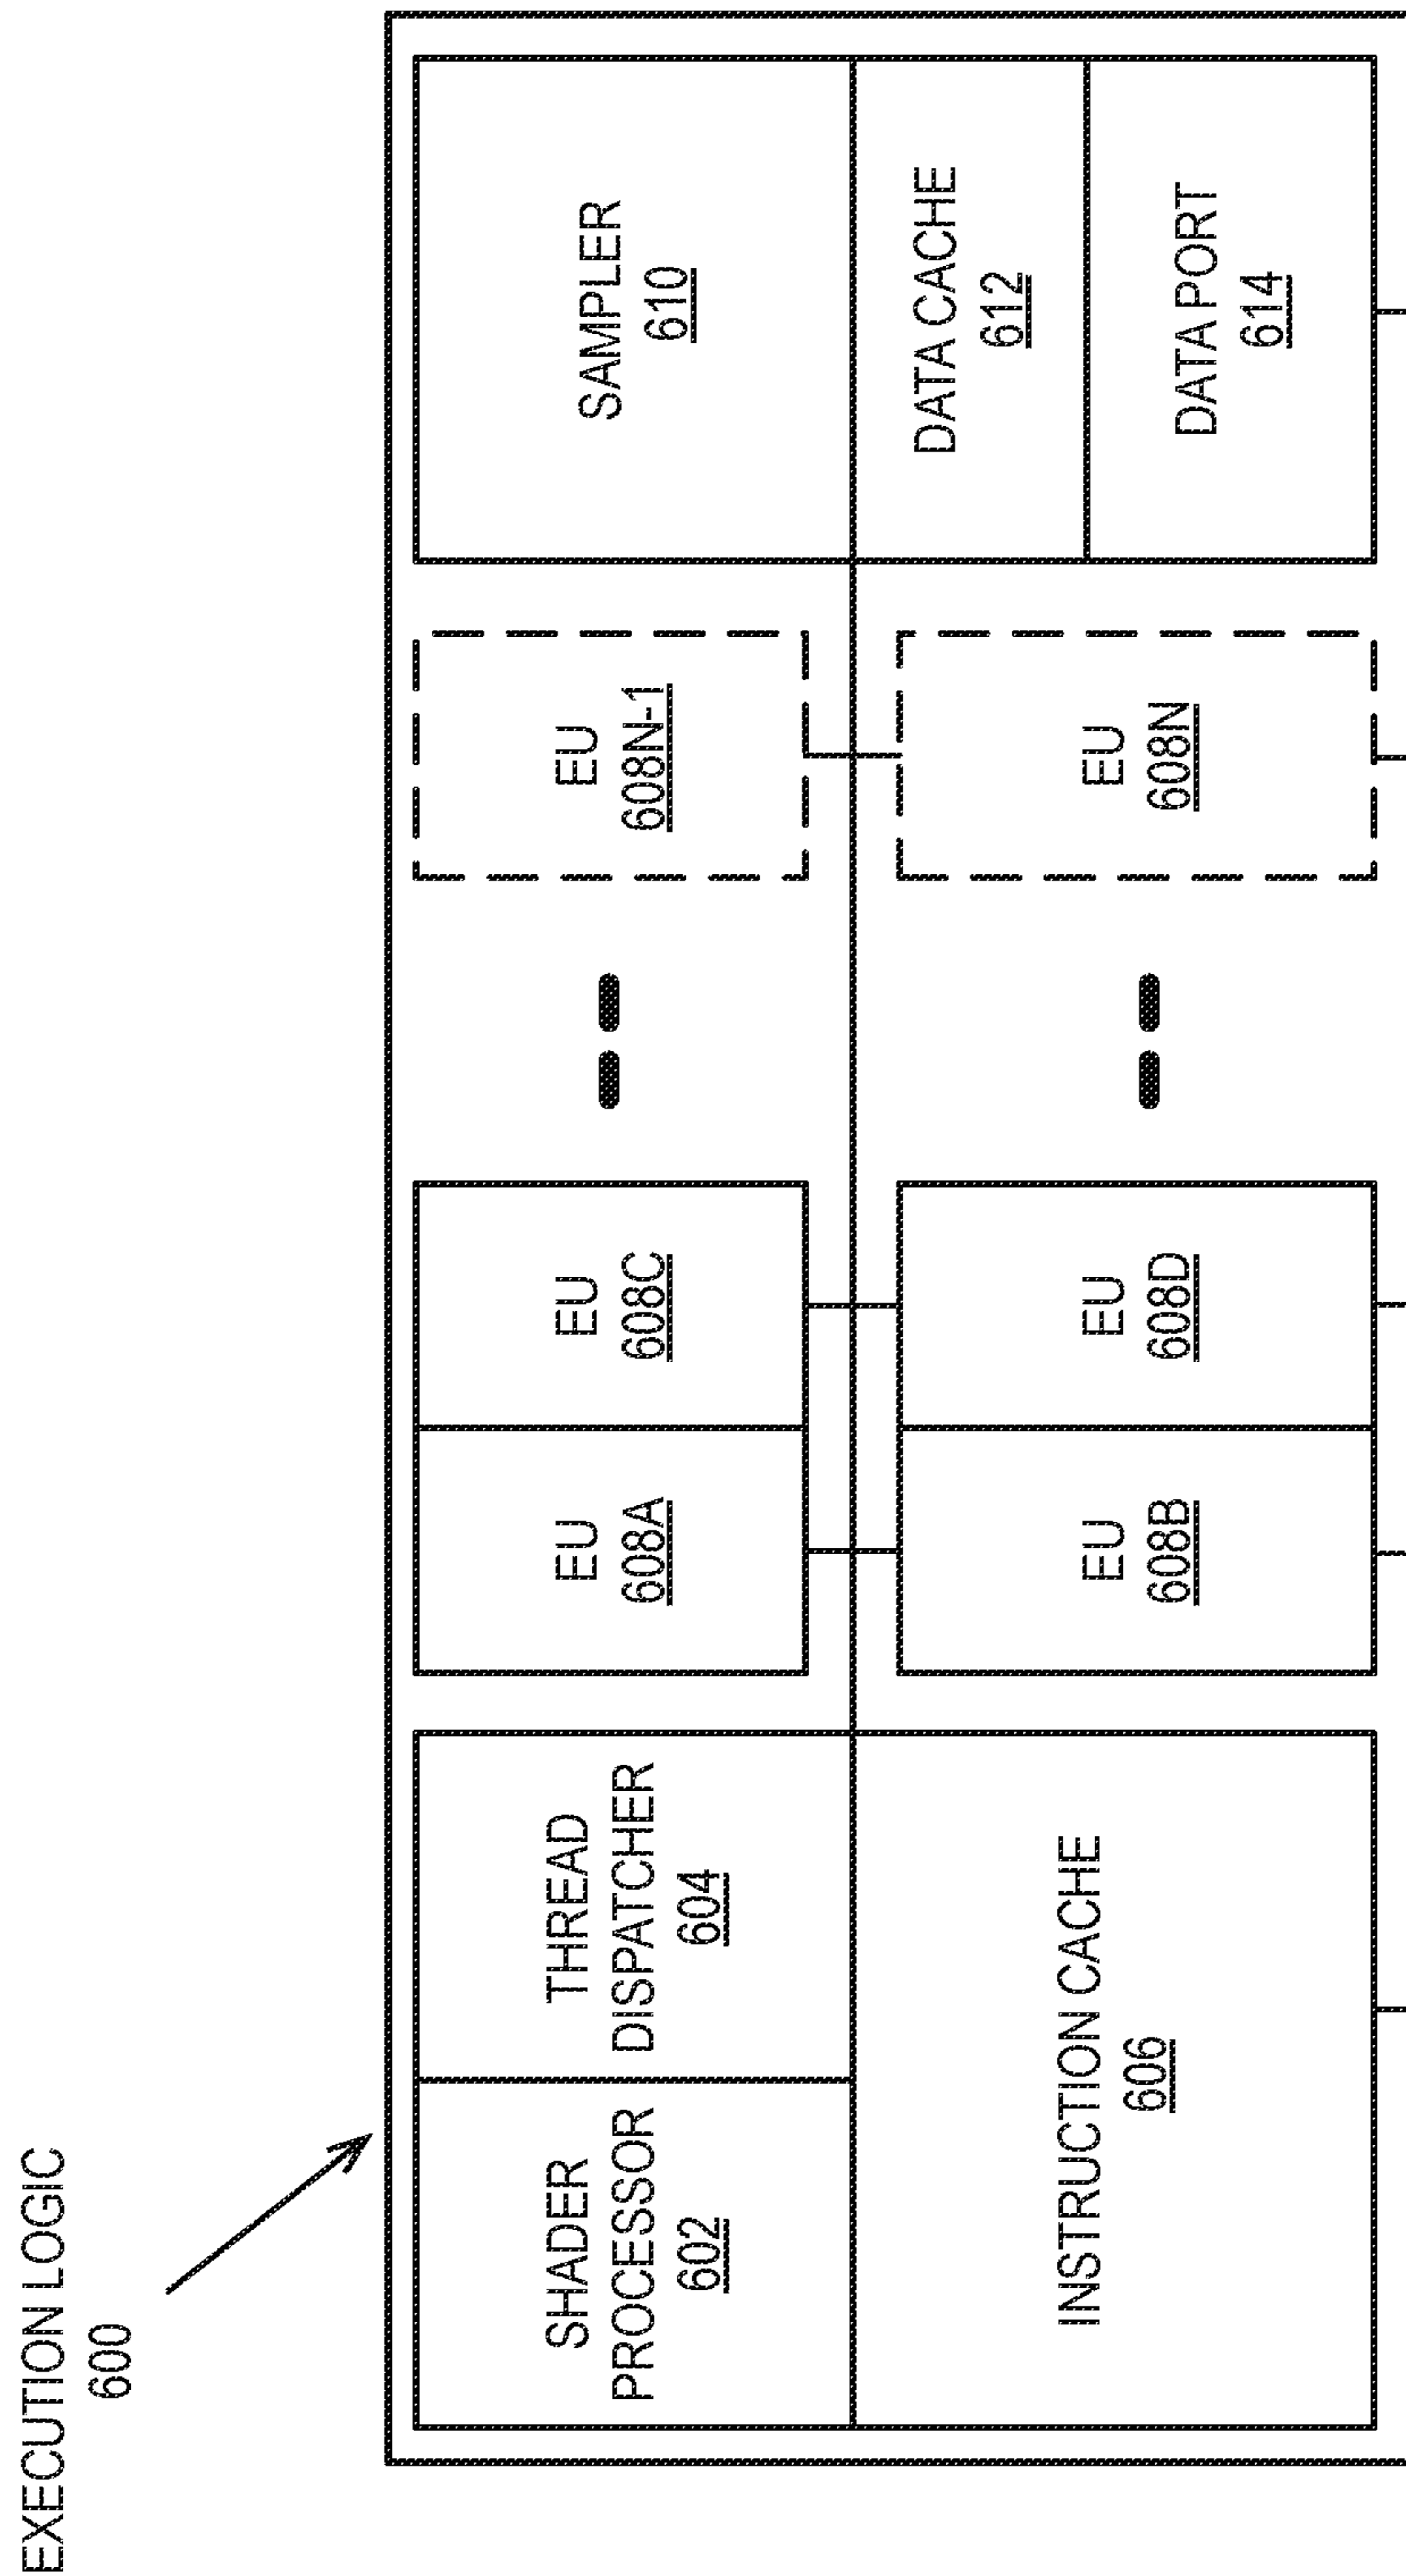 EXECUTION LOGIC
600
SHADER
PROCESSOR
602
THREAD
DISPATCHER
604
INSTRUCTION CACHE
606
EU
608A
EU
608C
EU
608B
EU
608D
EU
608N-1
EU
608N
SAMPLER
610
DATA CACHE
612
DATA PORT
614